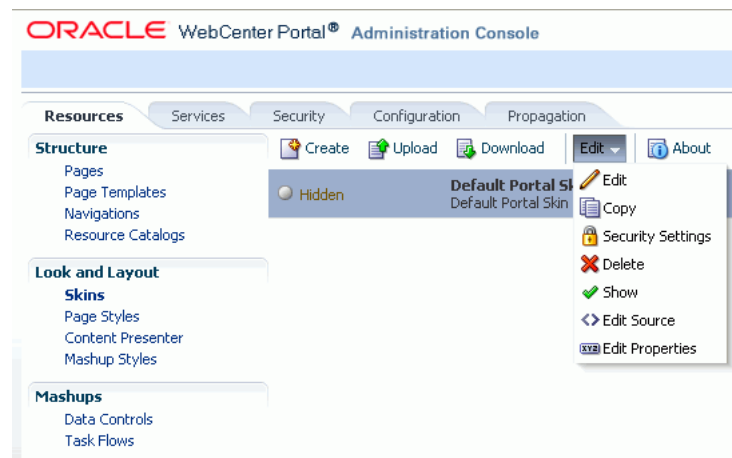 ORACLE WebCenter Portal® Administration Console
Resources Services Security Configuration Propagation
Structure
Pages
Page Templates
Navigations
Resource Catalogs
Look and Layout
Skins
Page Styles
Content Presenter
Mashup Styles
Mashups
Data Controls
Task Flows
Create Upload Download Edit About
Hidden
Default Portal
Default Portal Skin
Edit
Copy
Security Settings
Delete
Show
Edit Source
XYZ Edit Properties